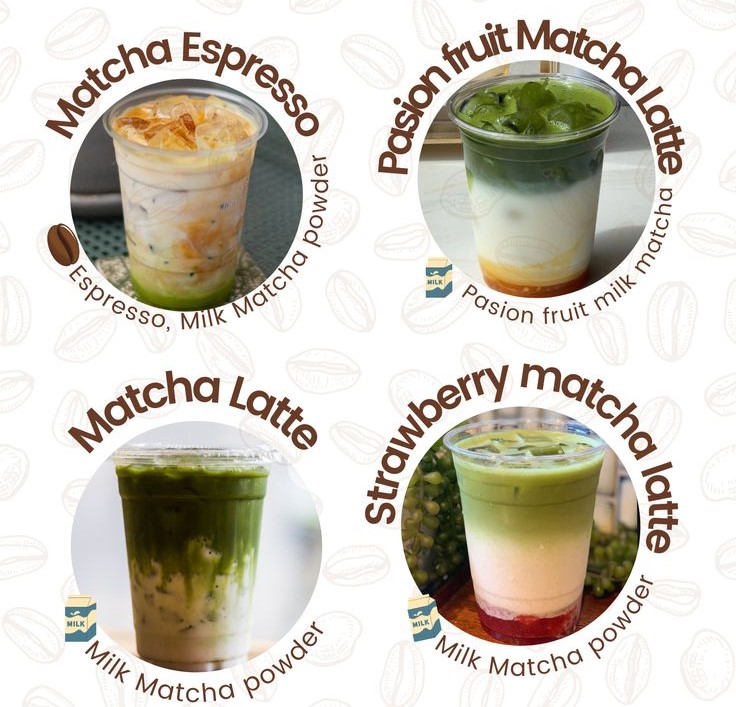 Matcha Espresso
Espresso, Milk Matcha powder
Pasion fruit Matcha Latte
MILK
Pasion fruit milk matcha
Matcha Latte
MILK
Milk Matcha powder
Strawberry matcha latte
MILK
Milk Matcha powder